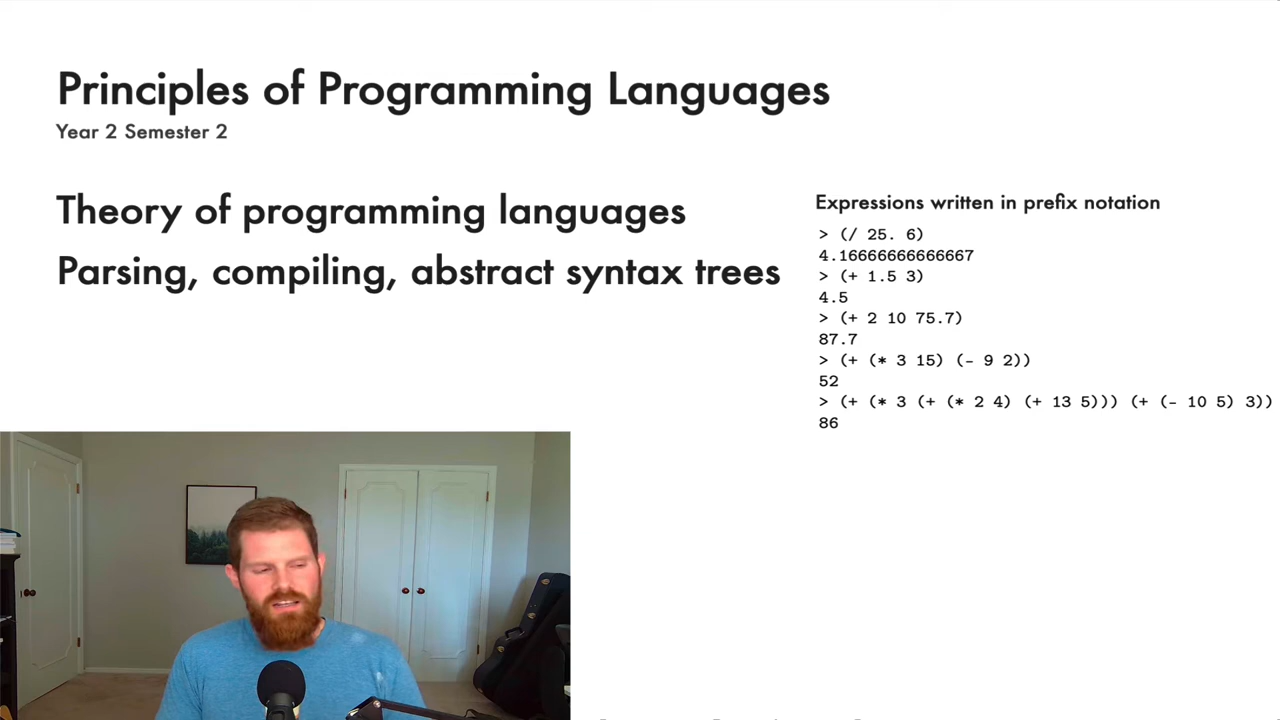 Principles of Programming Languages
Year 2 Semester 2
Theory of programming languages
Parsing, compiling, abstract syntax trees
Expressions written in prefix notation
> (/ 25. 6)
4.16666666666667
> (+ 1.5 3)
4.5
> (+ 2 10 75.7)
87.7
> (+ (* 3 15) (- 9 2))
52
> (+ (* 3 (+ (* 2 4) (+ 13 5))) (+ (- 10 5) 3))
86